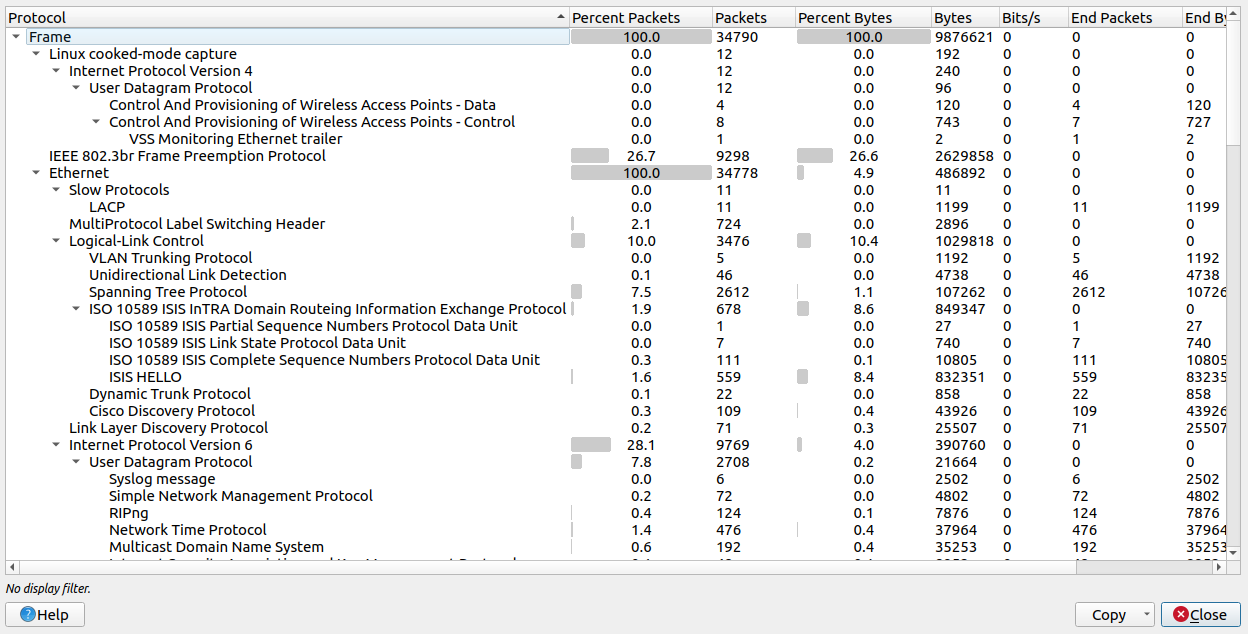 Protocol Percent Packets Packets Percent Bytes Bytes Bits/s End Packets End By
Frame 100.0 34790 100.0 9876621 0 0 0
Linux cooked-mode capture 0.0 12 0.0 192 0 0 0
Internet Protocol Version 4 0.0 12 0.0 240 0 0 0
User Datagram Protocol 0.0 12 0.0 96 0 0 0
Control And Provisioning of Wireless Access Points - Data 0.0 4 0.0 120 0 4 120
Control And Provisioning of Wireless Access Points - Control 0.0 8 0.0 743 0 7 727
VSS Monitoring Ethernet trailer 0.0 1 0.0 2 0 1 2
IEEE 802.3br Frame Preemption Protocol 26.7 9298 26.6 2629858 0 0 0
Ethernet 100.0 34778 4.9 486892 0 0 0
Slow Protocols 0.0 11 0.0 11 0 0 0
LACP 0.0 11 0.0 1199 0 11 1199
MultiProtocol Label Switching Header 2.1 724 0.0 2896 0 0 0
Logical-Link Control 10.0 3476 10.4 1029818 0 0 0
VLAN Trunking Protocol 0.0 5 0.0 1192 0 5 1192
Unidirectional Link Detection 0.1 46 0.0 4738 0 46 4738
Spanning Tree Protocol 7.5 2612 1.1 107262 0 2612 10726
ISO 10589 ISIS InTRA Domain Routeing Information Exchange Protocol 1.9 678 8.6 849347 0 0 0
ISO 10589 ISIS Partial Sequence Numbers Protocol Data Unit 0.0 1 0.0 27 0 1 27
ISO 10589 ISIS Link State Protocol Data Unit 0.0 7 0.0 740 0 7 740
ISO 10589 ISIS Complete Sequence Numbers Protocol Data Unit 0.3 111 0.1 10805 0 111 10805
ISIS HELLO 1.6 559 8.4 832351 0 559 83235
Dynamic Trunk Protocol 0.1 22 0.0 858 0 22 858
Cisco Discovery Protocol 0.3 109 0.4 43926 0 109 43926
Link Layer Discovery Protocol 0.2 71 0.3 25507 0 71 25507
Internet Protocol Version 6 28.1 9769 4.0 390760 0 0 0
User Datagram Protocol 7.8 2708 0.2 21664 0 0 0
Syslog message 0.0 6 0.0 2502 0 6 2502
Simple Network Management Protocol 0.2 72 0.0 4802 0 72 4802
RIPng 0.4 124 0.1 7876 0 124 7876
Network Time Protocol 1.4 476 0.4 37964 0 476 37964
Multicast Domain Name System 0.6 192 0.4 35253 0 192 35253
No display filter.
Help Copy Close